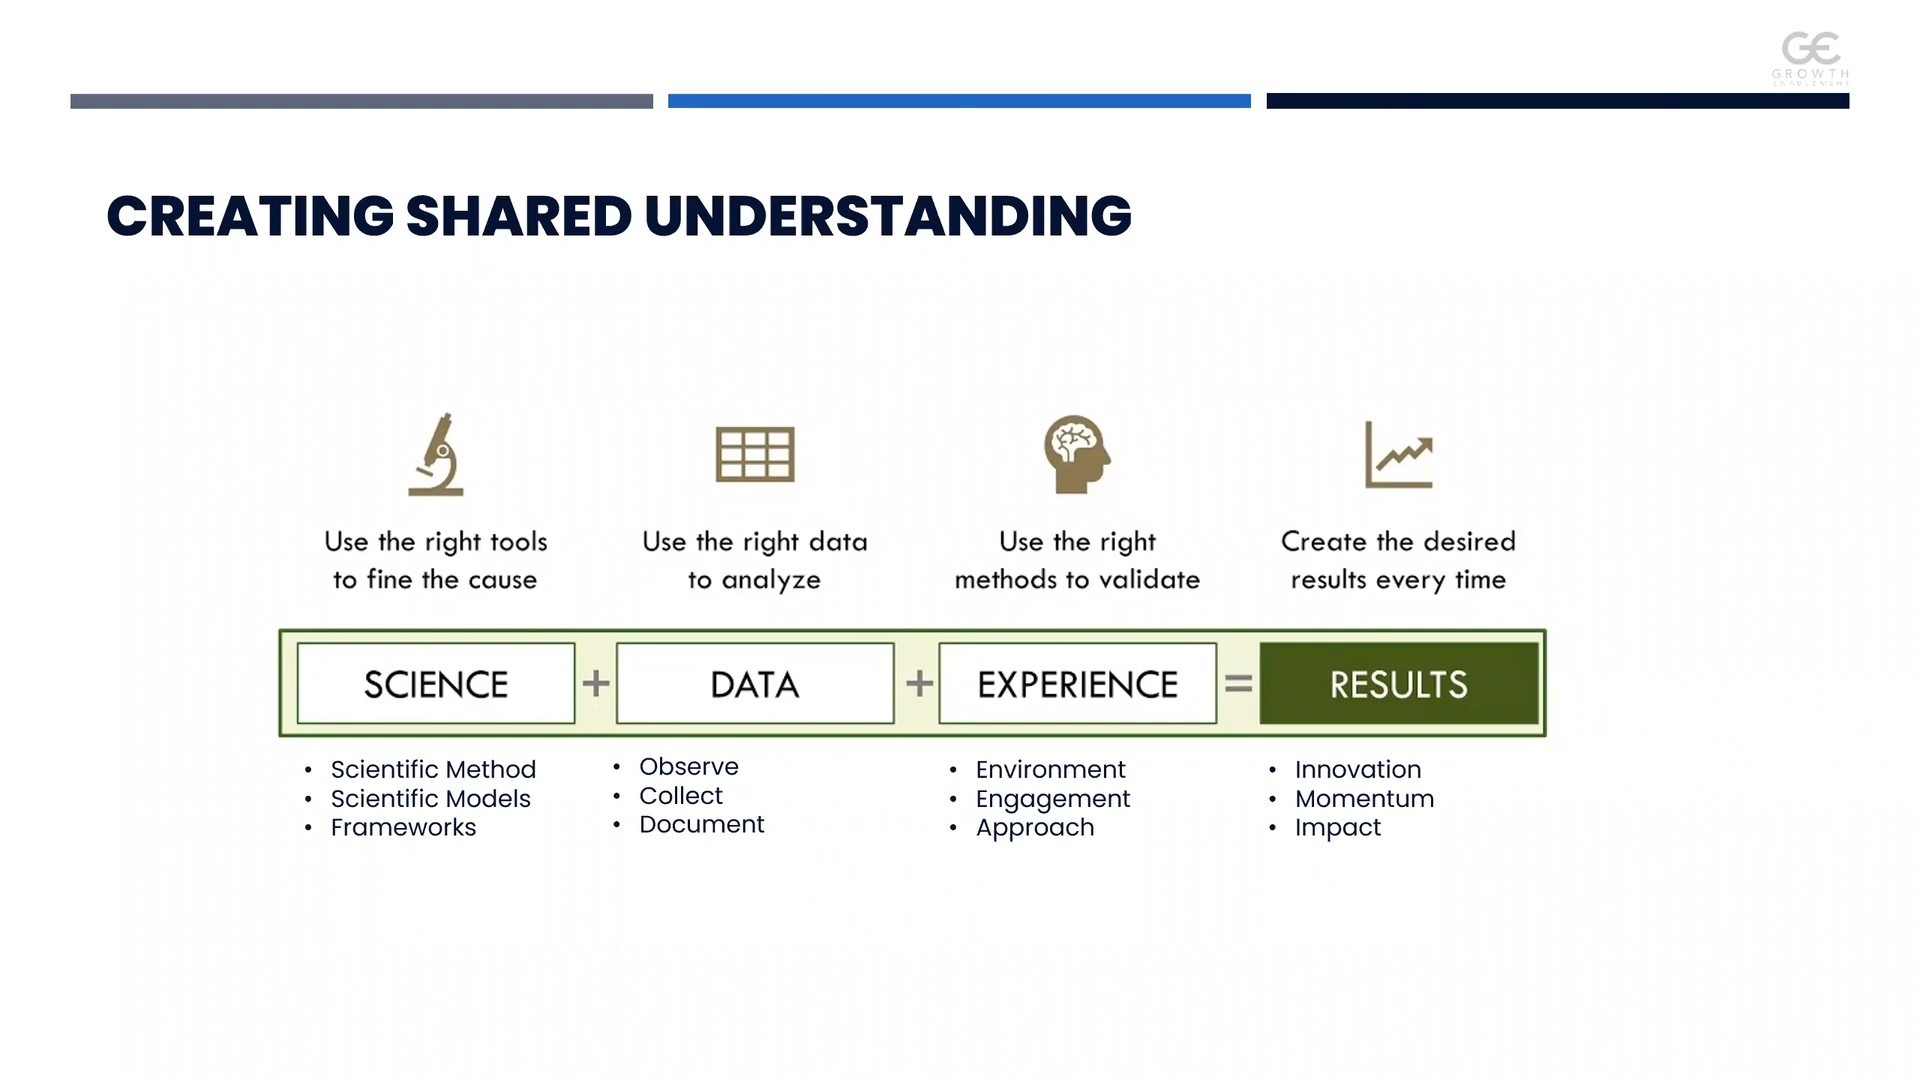 GE
GROWTH
ENABLEMENT
CREATING SHARED UNDERSTANDING
Use the right tools
to fine the cause
Use the right data
to analyze
Use the right
methods to validate
Create the desired
results every time
SCIENCE + DATA + EXPERIENCE = RESULTS
• Scientific Method
• Scientific Models
• Frameworks
• Observe
• Collect
• Document
• Environment
• Engagement
• Approach
• Innovation
• Momentum
• Impact